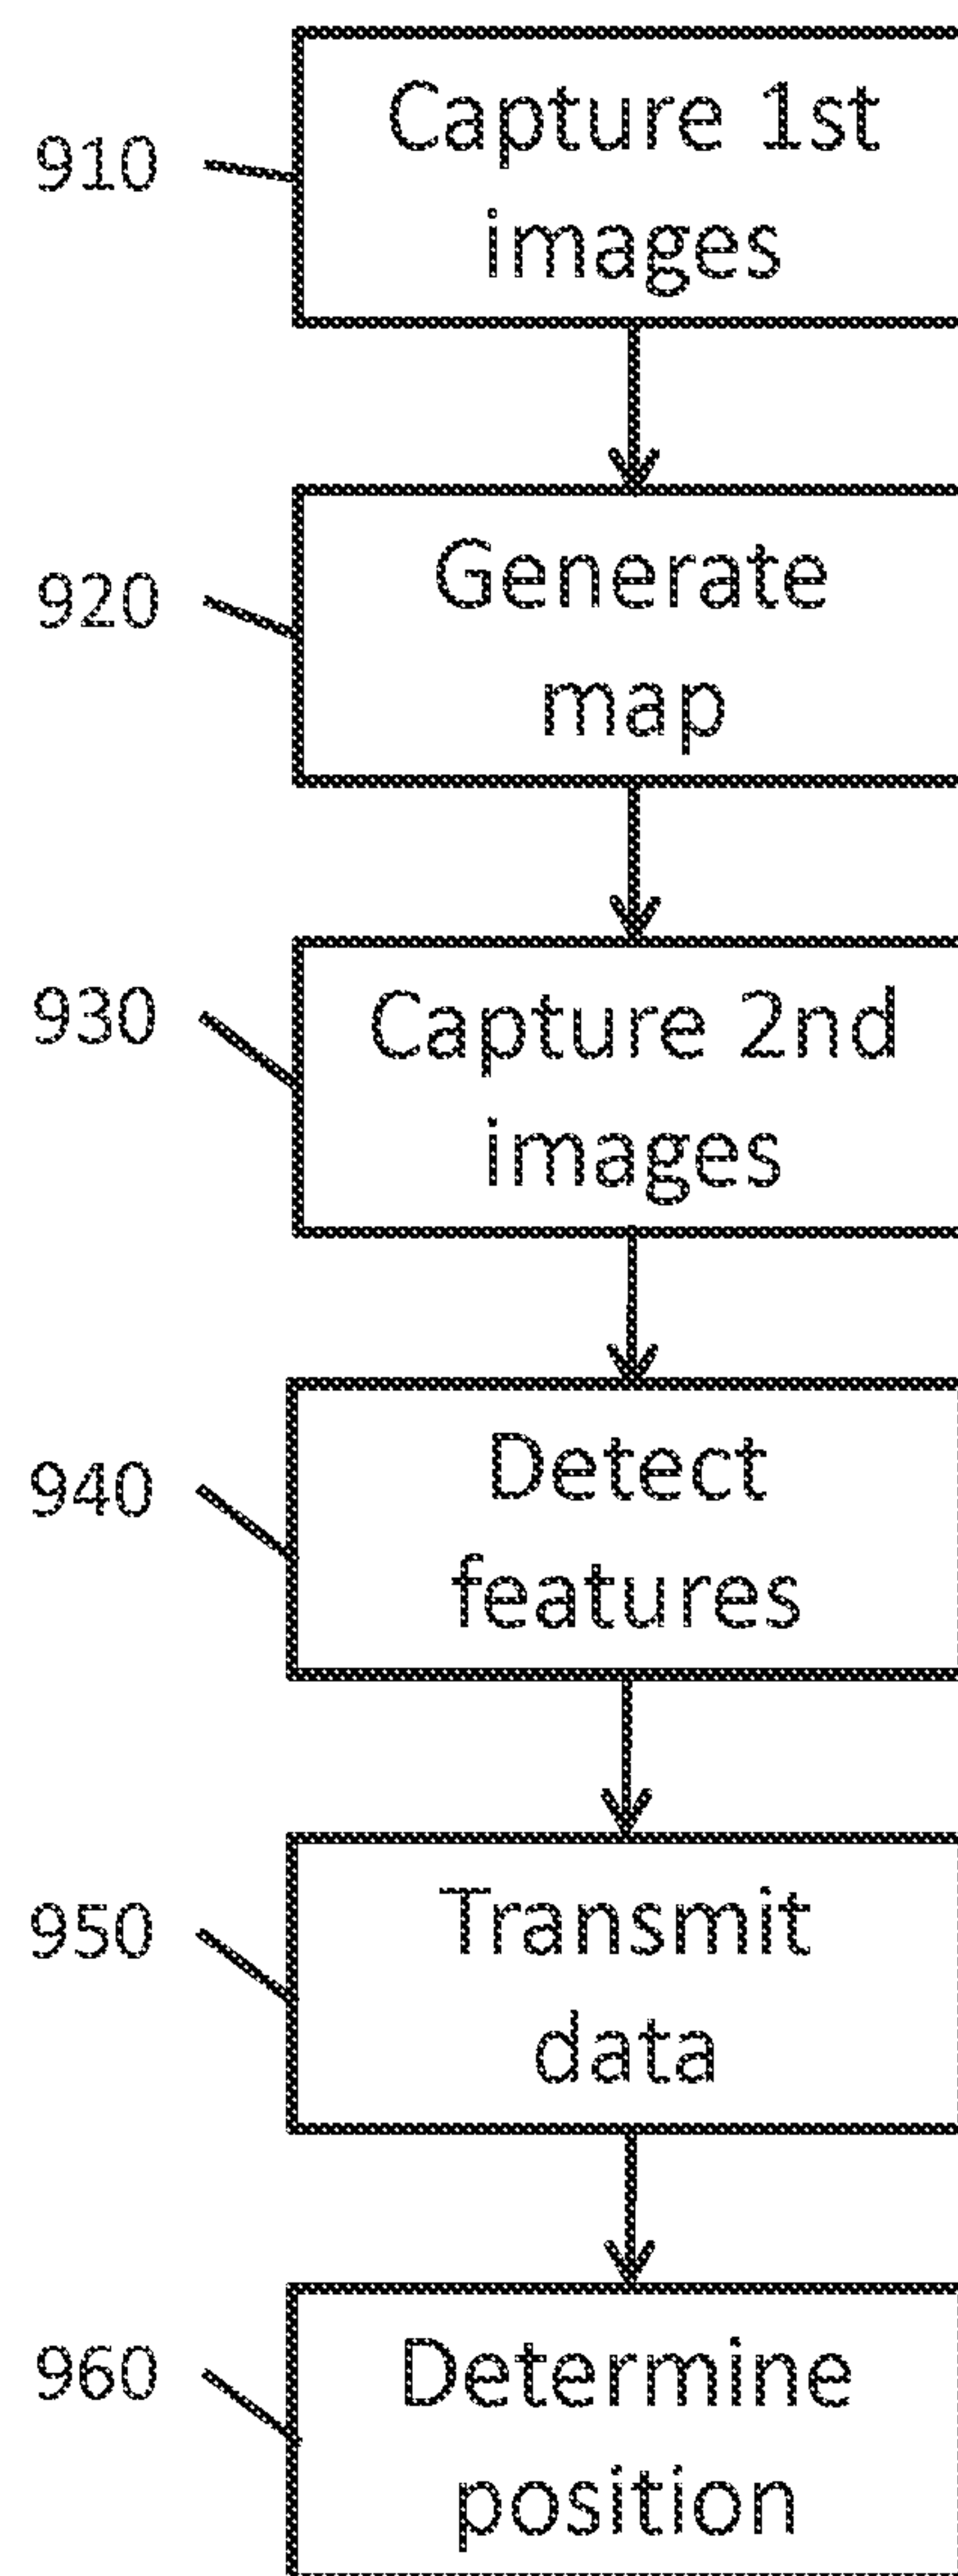 910
Capture 1st
images
920
Generate
map
930
Capture 2nd
images
940
Detect
features
950
Transmit
data
960
Determine
position